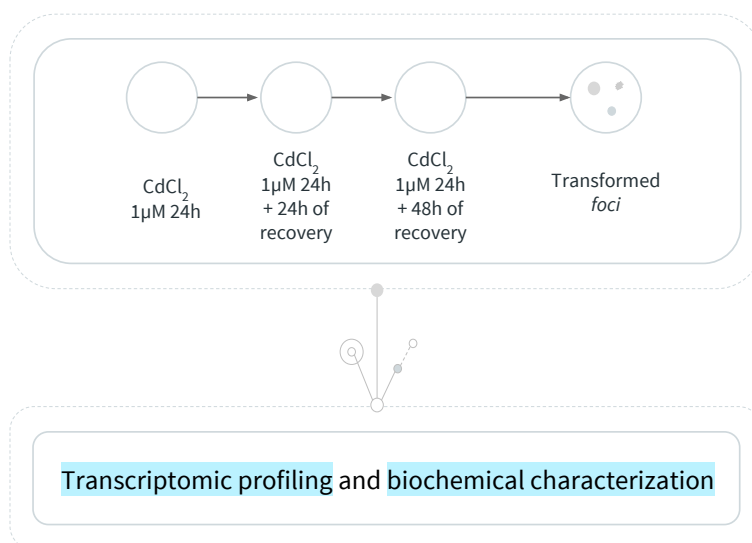 CdCl₂
1µM 24h
CdCl₂
1µM 24h
+ 24h of
recovery
CdCl₂
1µM 24h
+ 48h of
recovery
Transformed
foci
Transcriptomic profiling and biochemical characterization